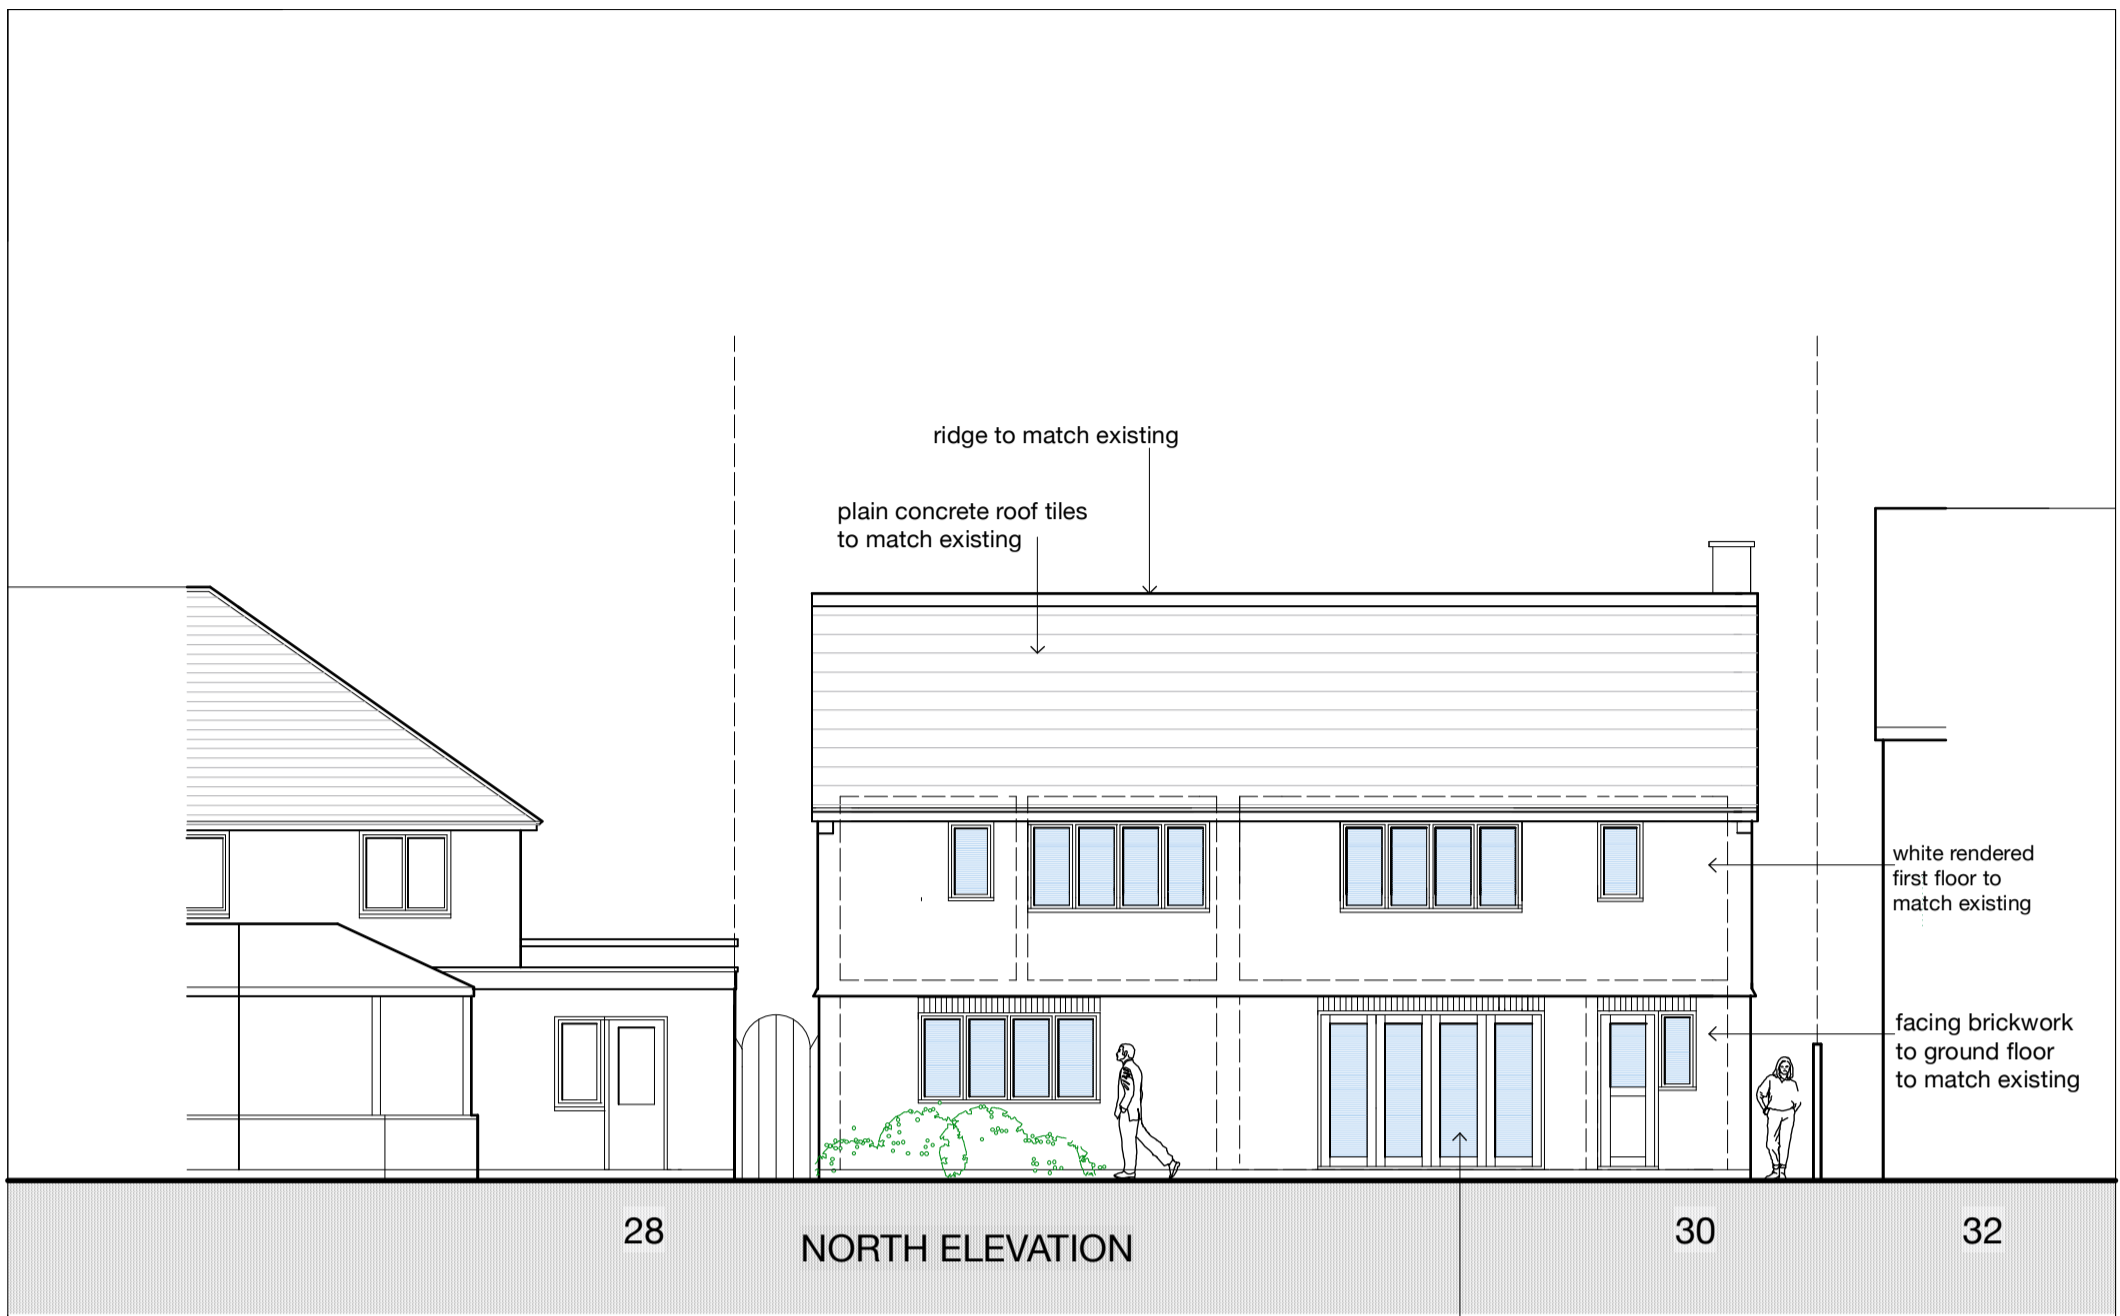 ridge to match existing
plain concrete roof tiles
to match existing
white rendered
first floor to
match existing
facing brickwork
to ground floor
to match existing
28
NORTH ELEVATION
30
32